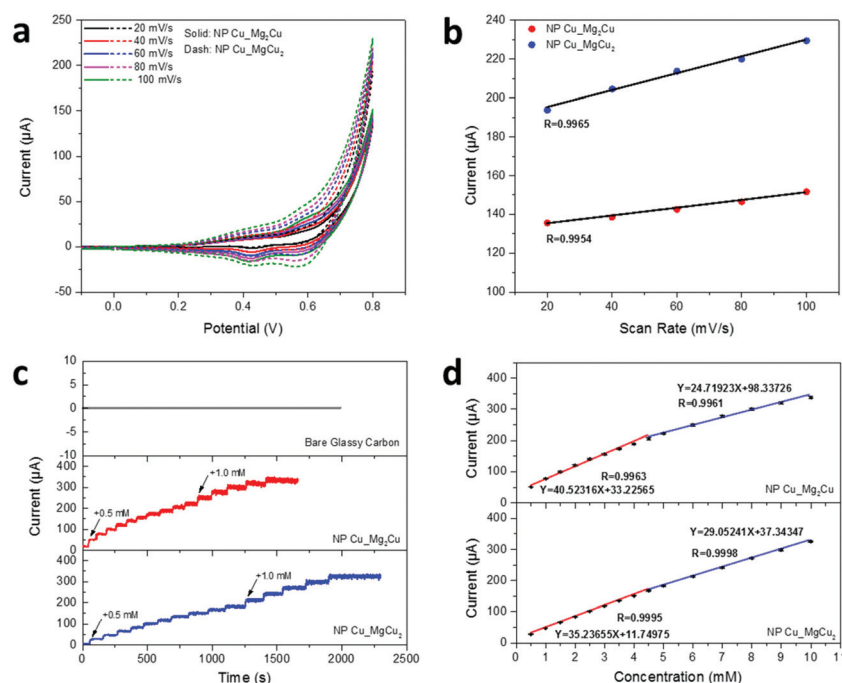 a
250
200
150
100
50
0
-50
Current (µA)
0.0 0.2 0.4 0.6 0.8
Potential (V)
20 mV/s
40 mV/s
60 mV/s
80 mV/s
100 mV/s
Solid: NP Cu_Mg₂Cu
Dash: NP Cu_MgCu₂
b
NP Cu_Mg₂Cu
NP Cu_MgCu₂
240
220
200
180
160
140
120
100
Current (µA)
R=0.9965
R=0.9954
20 40 60 80 100
Scan Rate (mV/s)
c
10
5
0
-5
-10
Bare Glassy Carbon
400
300
200
100
0
Current (µA)
+0.5 mM
+1.0 mM
NP Cu_Mg₂Cu
400
300
200
100
0
+0.5 mM
+1.0 mM
NP Cu_MgCu₂
0 500 1000 1500 2000 2500
Time (s)
d
400
300
200
100
0
Current (µA)
Y=24.71923X+98.33726
R=0.9961
R=0.9963
Y=40.52316X+33.22565
NP Cu_Mg₂Cu
400
300
200
100
0
Y=29.05241X+37.34347
R=0.9998
R=0.9995
Y=35.23655X+11.74975
NP Cu_MgCu₂
0 1 2 3 4 5 6 7 8 9 10 11
Concentration (mM)